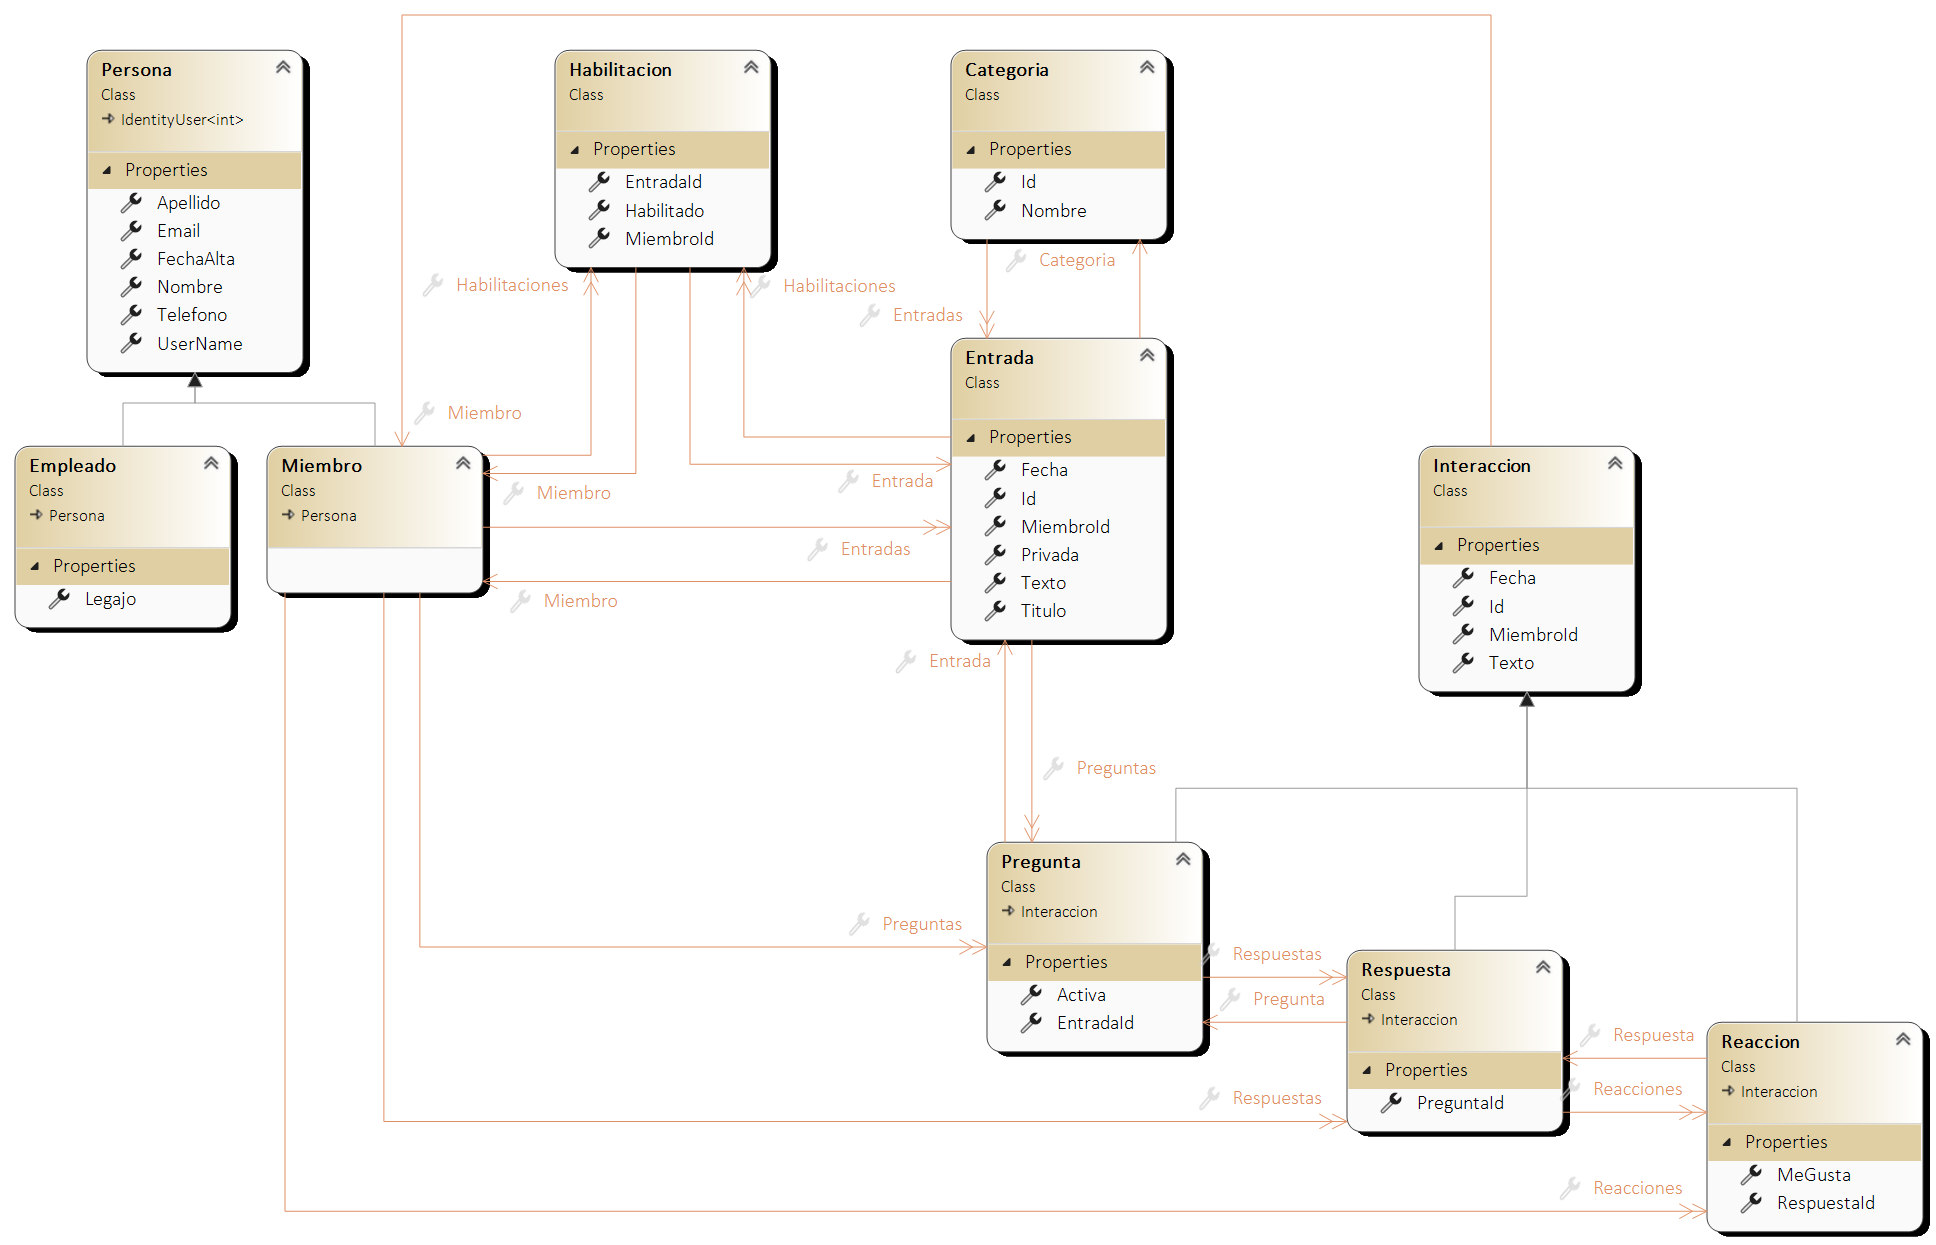 Persona
Class
IdentityUser<int>
Properties
Apellido
Email
FechaAlta
Nombre
Telefono
UserName
Habilitacion
Class
Properties
EntradaId
Habilitado
MiembroId
Categoria
Class
Properties
Id
Nombre
Habilitaciones
Habilitaciones
Entradas
Categoria
Miembro
Empleado
Class
Persona
Properties
Legajo
Miembro
Class
Persona
Miembro
Entradas
Miembro
Entrada
Entrada
Class
Properties
Fecha
Id
MiembroId
Privada
Texto
Titulo
Interaccion
Class
Properties
Fecha
Id
MiembroId
Texto
Entrada
Preguntas
Preguntas
Pregunta
Class
Interaccion
Properties
Activa
EntradaId
Respuestas
Pregunta
Respuestas
Respuesta
Class
Interaccion
Properties
PreguntaId
Respuesta
Reacciones
Reacciones
Reaccion
Class
Interaccion
Properties
MeGusta
RespuestaId